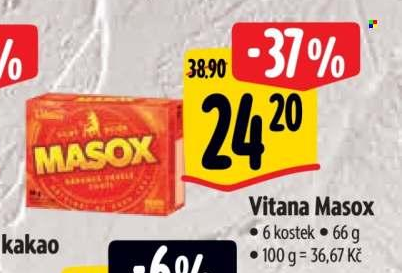 %
38.90
-37%
24 20
MASOX
Vitana Masox
• 6 kostek • 66 g
• 100 g = 36,67 Kč
kakao
-6%